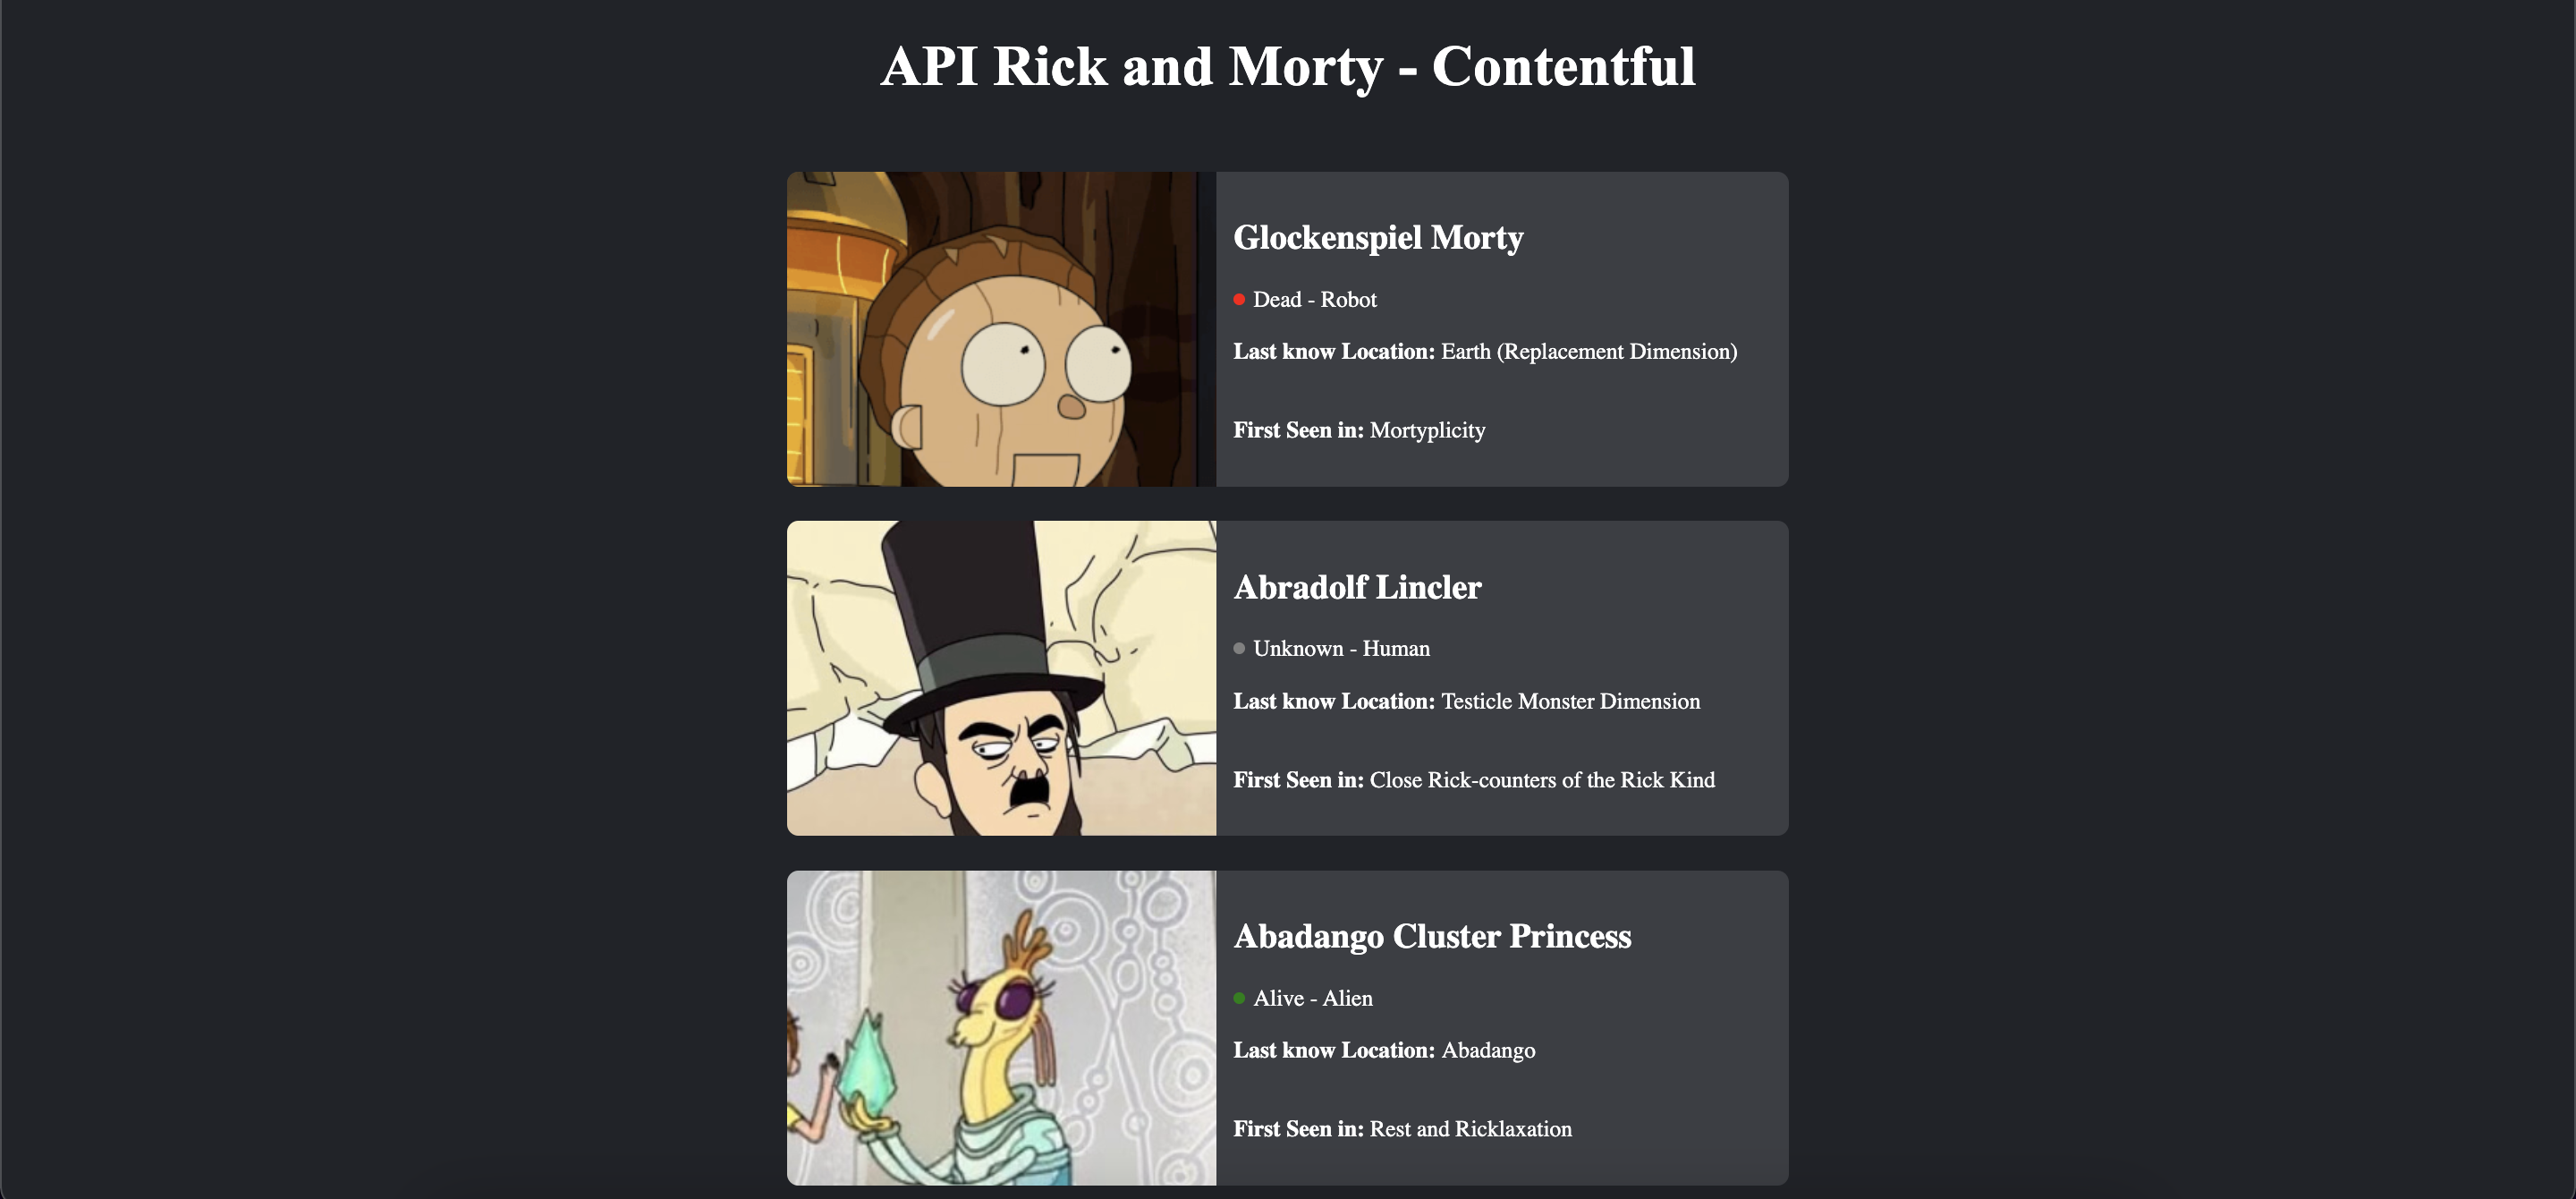 API Rick and Morty - Contentful
Glockenspiel Morty
Dead - Robot
Last know Location: Earth (Replacement Dimension)
First Seen in: Mortyplicity
Abradolf Lincler
Unknown - Human
Last know Location: Testicle Monster Dimension
First Seen in: Close Rick-counters of the Rick Kind
Abadango Cluster Princess
Alive - Alien
Last know Location: Abadango
First Seen in: Rest and Ricklaxation